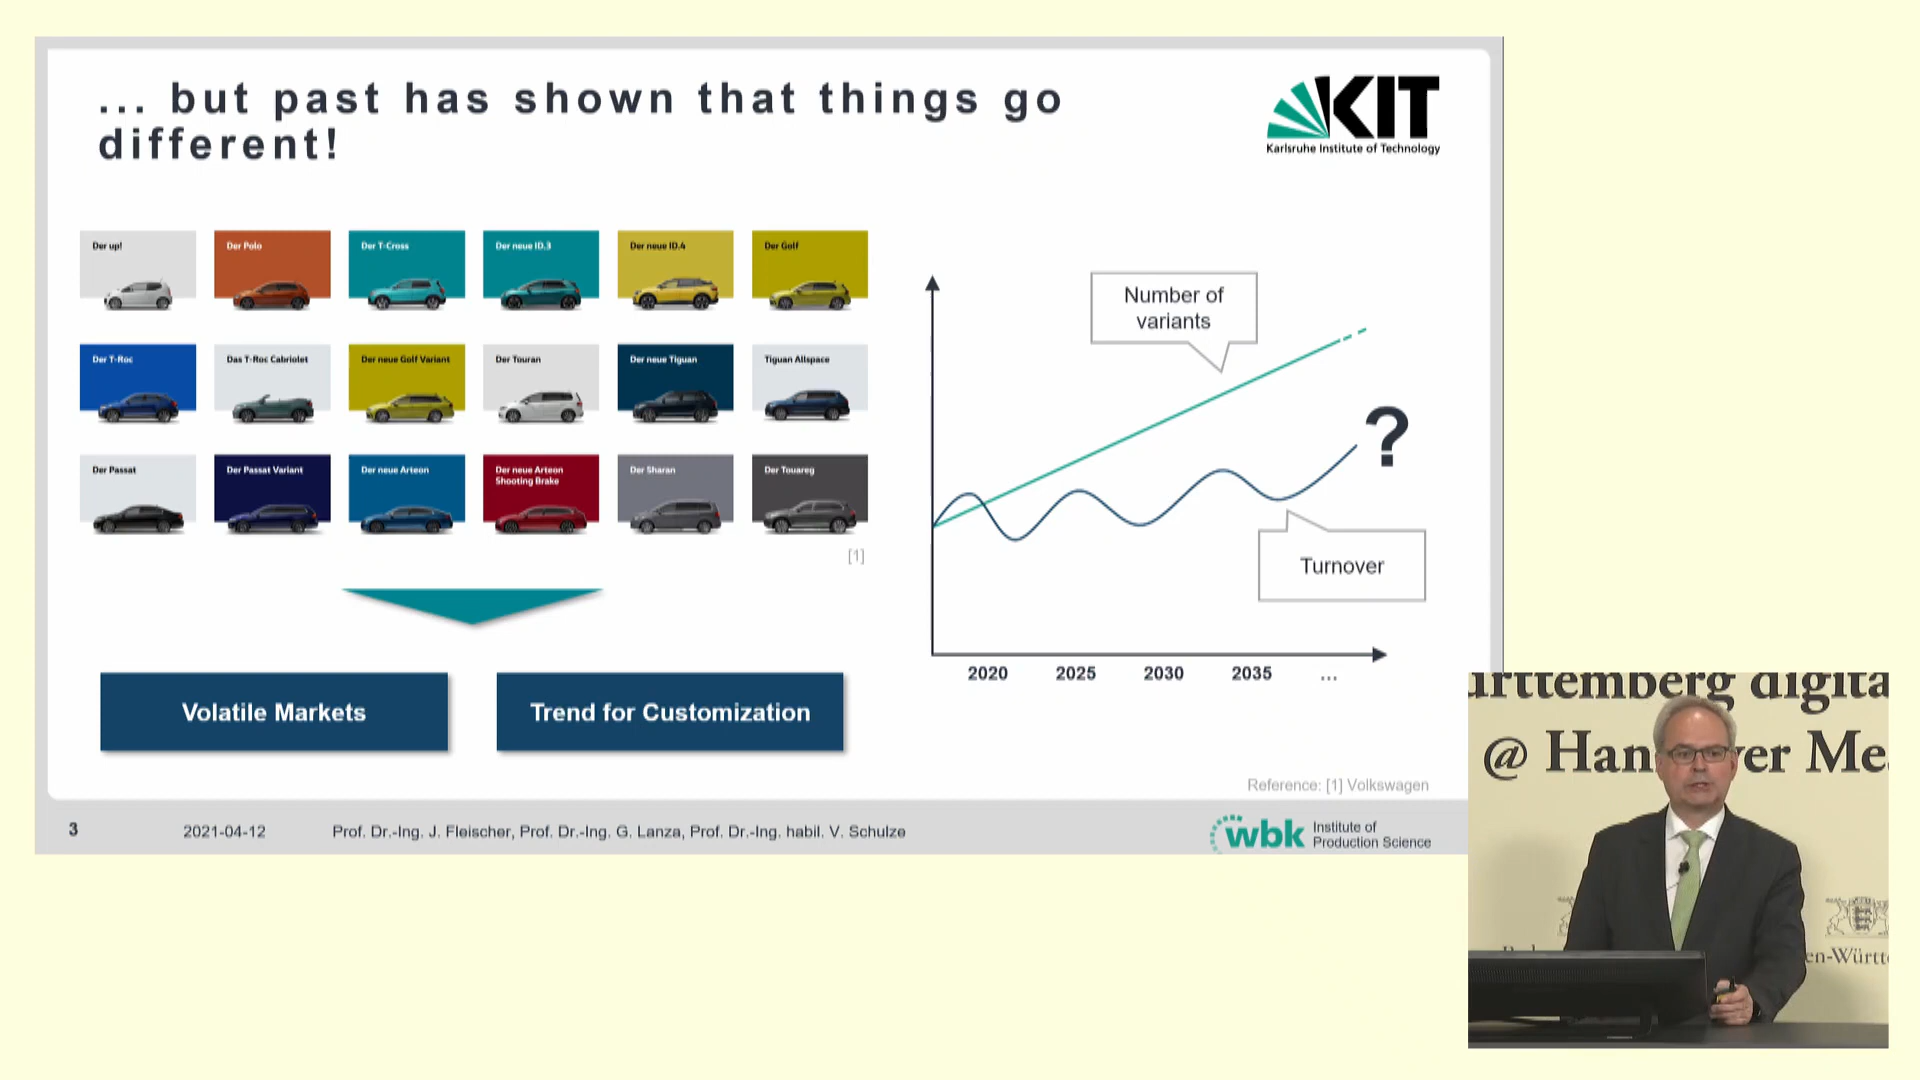 ... but past has shown that things go
different!
KIT
Karlsruhe Institute of Technology
Der up!
Der Polo
Der T-Cross
Der neue ID.3
Der neue ID.4
Der Golf
Der T-Roc
Das T-Roc Cabriolet
Der neue Golf Variant
Der Touran
Der neue Tiguan
Tiguan Allspace
Der Passat
Der Passat Variant
Der neue Arteon
Der neue Arteon
Shooting Brake
Der Sharan
Der Touareg
[1]
Volatile Markets
Trend for Customization
Number of
variants
?
Turnover
2020
2025
2030
2035
...
Reference: [1] Volkswagen
3
2021-04-12
Prof. Dr.-Ing. J. Fleischer, Prof. Dr.-Ing. G. Lanza, Prof. Dr.-Ing. habil. V. Schulze
wbk
Institute of
Production Science
ürttemberg digita
@ Han ver Me
en-Württe